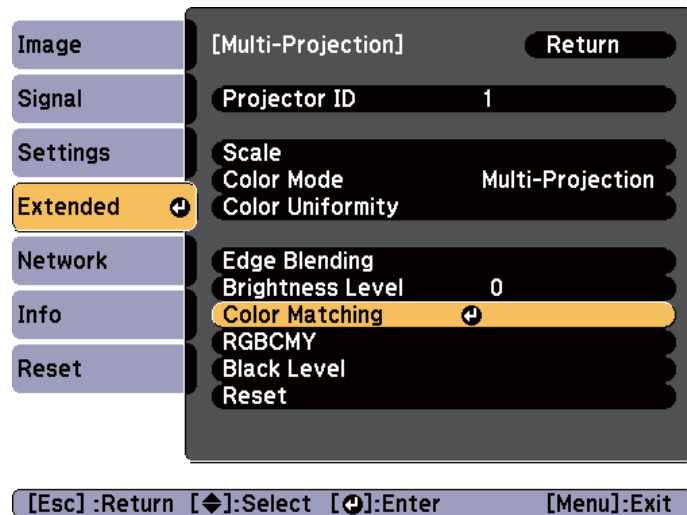 Image
Signal
Settings
Extended
Network
Info
Reset
[Multi-Projection] Return
Projector ID 1
Scale
Color Mode Multi-Projection
Color Uniformity
Edge Blending
Brightness Level 0
Color Matching
RGBCMY
Black Level
Reset
[Esc] :Return [◆]:Select [↵]:Enter [Menu]:Exit